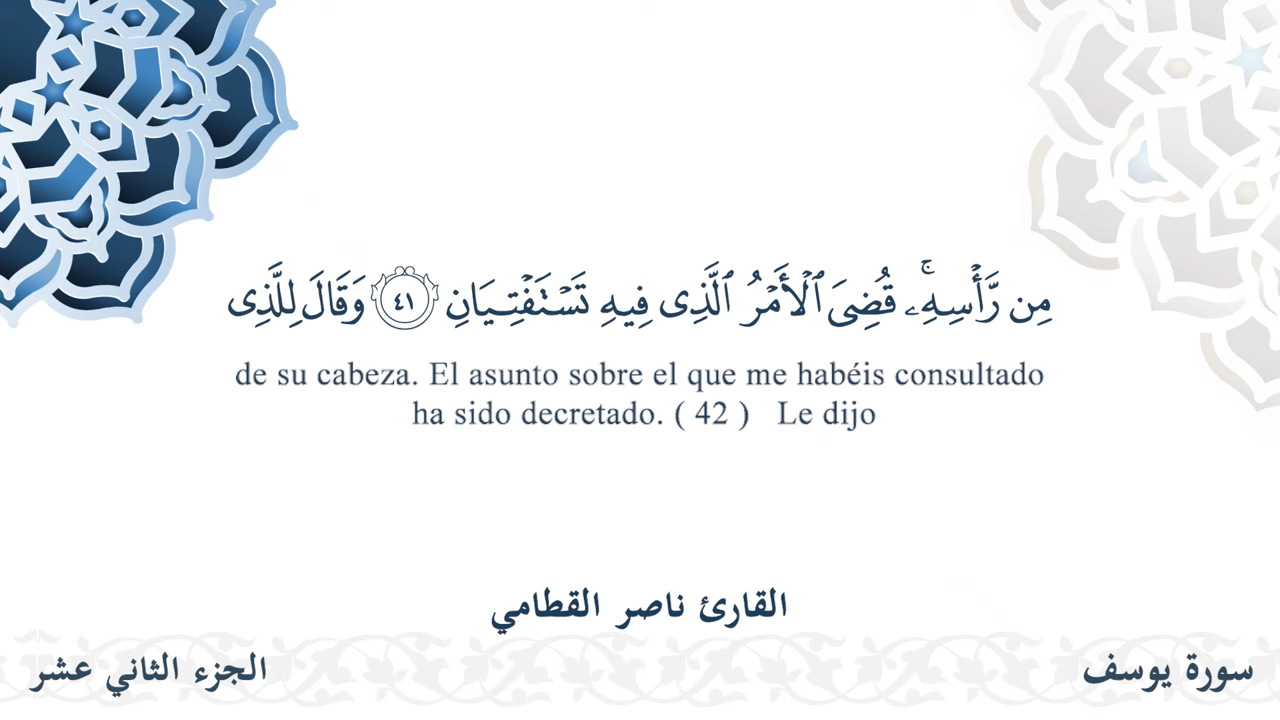 مِن رَّأْسِهِۦۚ قُضِىَ ٱلْأَمْرُ ٱلَّذِى فِيهِ تَسْتَفْتِيَانِ ٤١ وَقَالَ لِلَّذِى
de su cabeza. El asunto sobre el que me habéis consultado
ha sido decretado. ( 42 ) Le dijo
القارئ ناصر القطامي
سورة يوسف
الجزء الثاني عشر